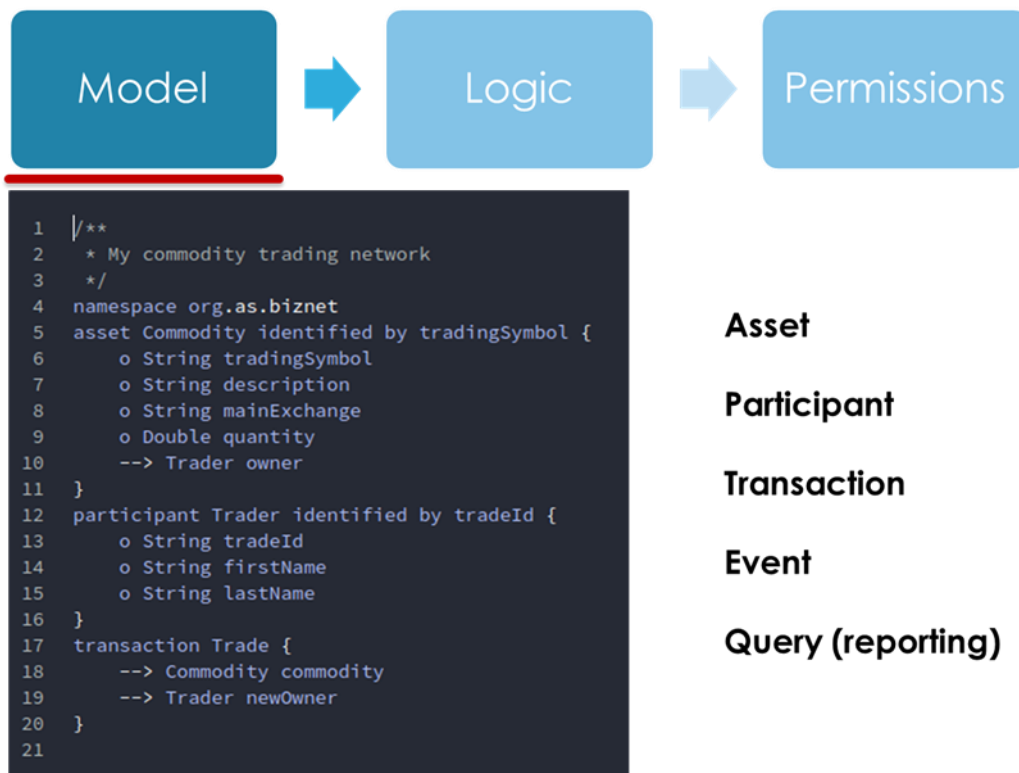 Model
Logic
Permissions
1 /**
2  * My commodity trading network
3  */
4 namespace org.as.biznet
5 asset Commodity identified by tradingSymbol {
6     o String tradingSymbol
7     o String description
8     o String mainExchange
9     o Double quantity
10     --> Trader owner
11 }
12 participant Trader identified by tradeId {
13     o String tradeId
14     o String firstName
15     o String lastName
16 }
17 transaction Trade {
18     --> Commodity commodity
19     --> Trader newOwner
20 }
21
Asset
Participant
Transaction
Event
Query (reporting)